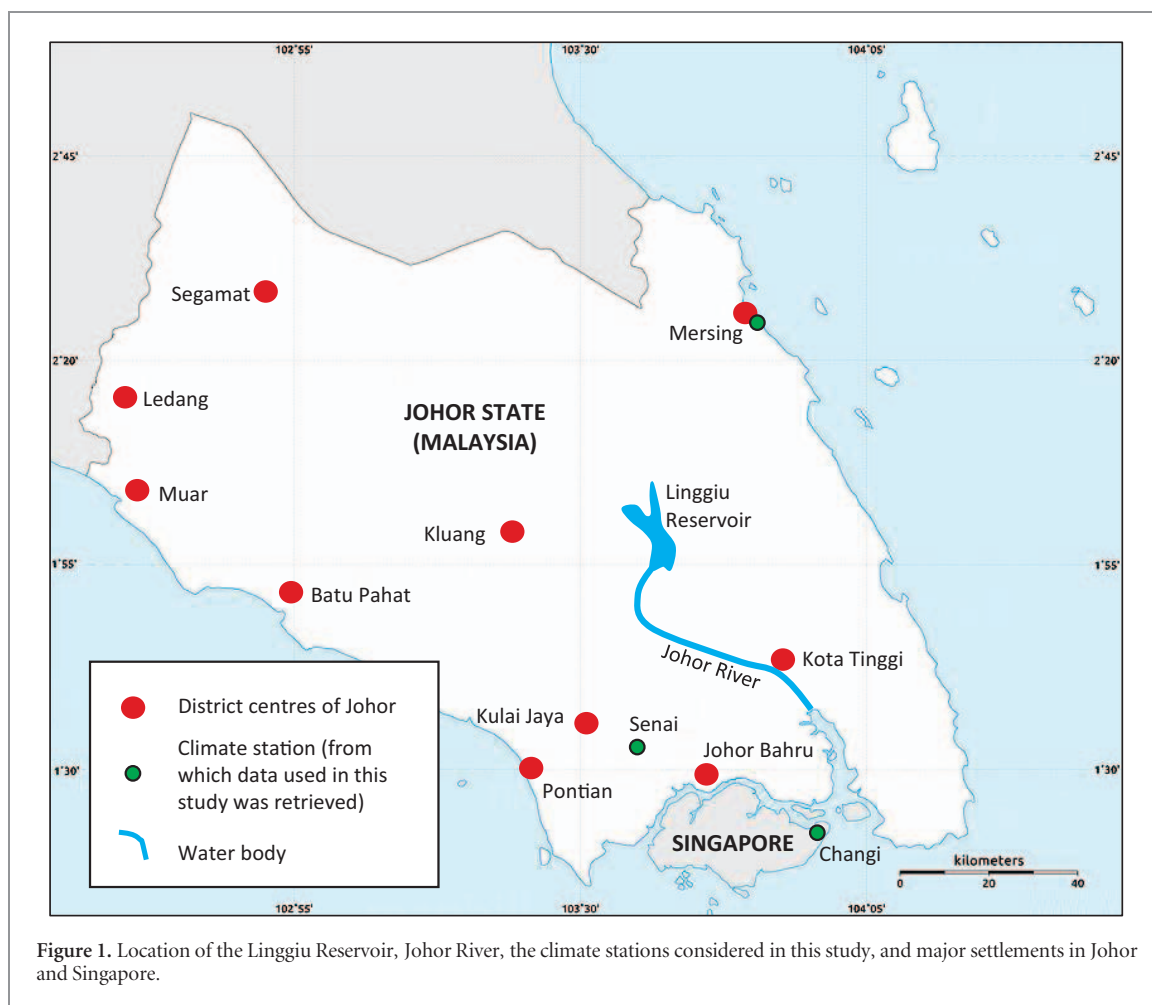 102˚55'
103˚30'
104˚05'
2˚45'
2˚45'
Segamat
Mersing
2˚20'
2˚20'
Ledang
JOHOR STATE
(MALAYSIA)
Muar
Linggiu
Reservoir
Kluang
1˚55'
1˚55'
Batu Pahat
Johor River
Kota Tinggi
District centres of Johor
Kulai Jaya
Senai
Climate station (from
which data used in this
study was retrieved)
Johor Bahru
1˚30'
1˚30'
Pontian
Water body
SINGAPORE
Changi
kilometers
0 20 40
102˚55'
103˚30'
104˚05'
Figure 1. Location of the Linggiu Reservoir, Johor River, the climate stations considered in this study, and major settlements in Johor
and Singapore.